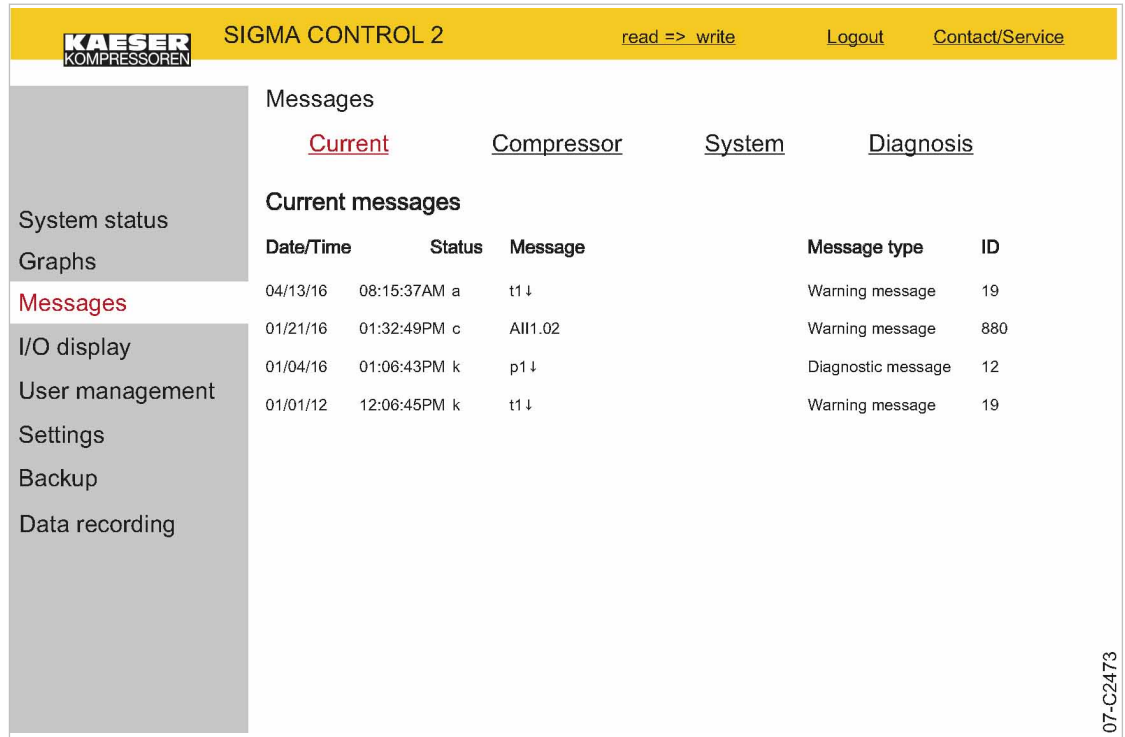 KAESER
KOMPRESSOREN
SIGMA CONTROL 2
read => write
Logout
Contact/Service
System status
Graphs
Messages
I/O display
User management
Settings
Backup
Data recording
Messages
Current Compressor System Diagnosis
Current messages
Date/Time Status Message Message type ID
04/13/16 08:15:37AM a t1↓ Warning message 19
01/21/16 01:32:49PM c AII1.02 Warning message 880
01/04/16 01:06:43PM k p1↓ Diagnostic message 12
01/01/12 12:06:45PM k t1↓ Warning message 19
07-C2473